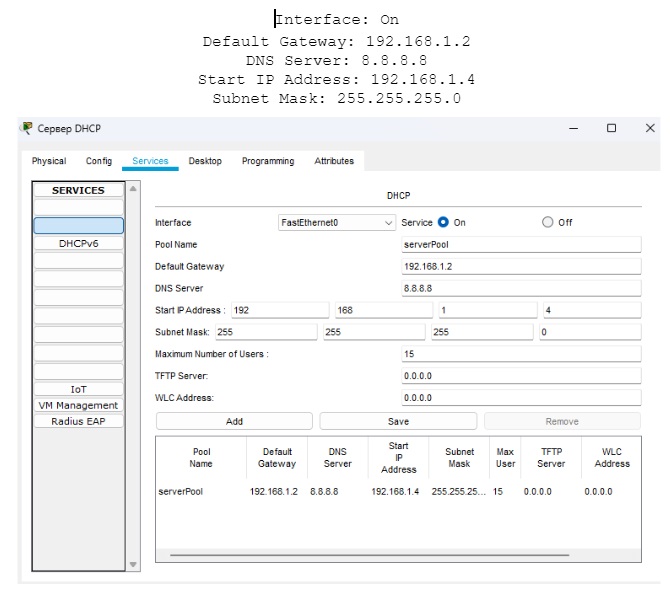 Interface: On
Default Gateway: 192.168.1.2
DNS Server: 8.8.8.8
Start IP Address: 192.168.1.4
Subnet Mask: 255.255.255.0
Сервер DHCP
Physical Config Services Desktop Programming Attributes
SERVICES
DHCPv6
IoT
VM Management
Radius EAP
DHCP
Interface FastEthernet0 Service On Off
Pool Name serverPool
Default Gateway 192.168.1.2
DNS Server 8.8.8.8
Start IP Address : 192 168 1 4
Subnet Mask: 255 255 255 0
Maximum Number of Users : 15
TFTP Server: 0.0.0.0
WLC Address: 0.0.0.0
Add Save Remove
Pool Name Default Gateway DNS Server Start IP Address Subnet Mask Max User TFTP Server WLC Address
serverPool 192.168.1.2 8.8.8.8 192.168.1.4 255.255.25... 15 0.0.0.0 0.0.0.0